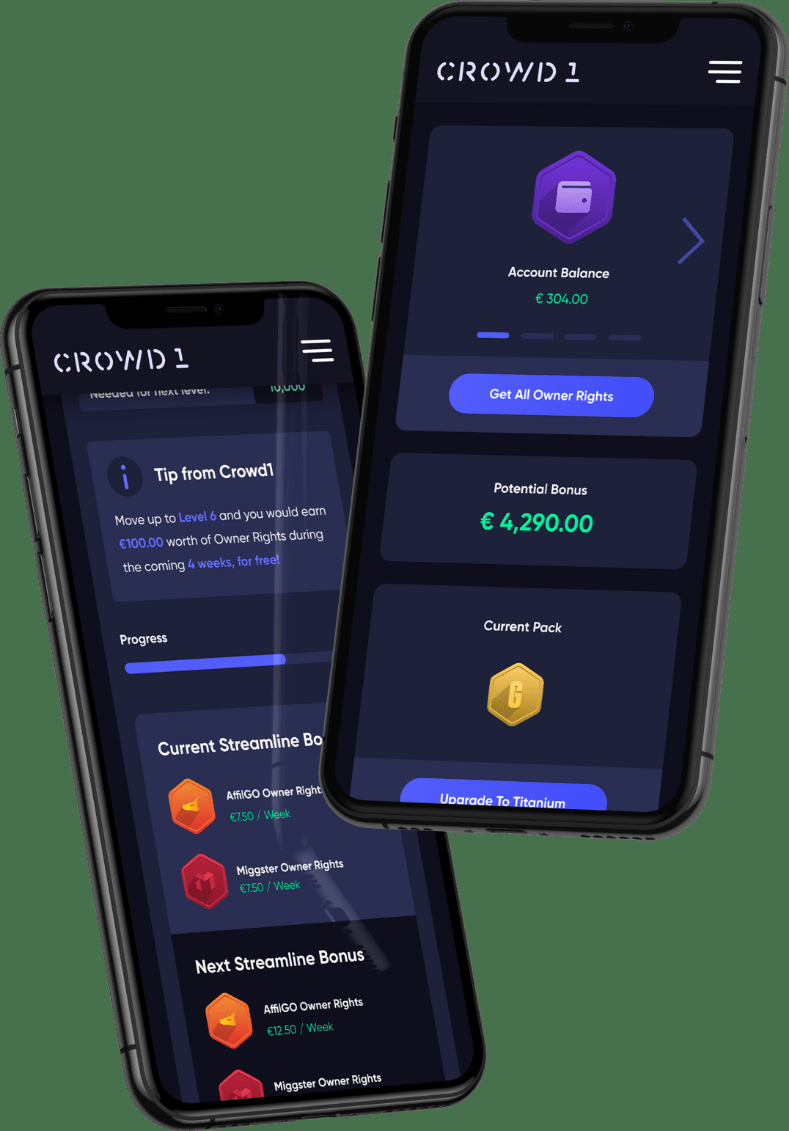 CROWD 1
Account Balance
€ 304.00
Get All Owner Rights
Potential Bonus
€ 4,290.00
Current Pack
G
Upgrade To Titanium
CROWD 1
Needed for next level:
10,000
Tip from Crowd1
Move up to Level 6 and you would earn
€100.00 worth of Owner Rights during
the coming 4 weeks, for free!
Progress
Current Streamline Bo
AffilGO Owner Right
€7.50 / Week
Miggster Owner Rights
€7.50 / Week
Next Streamline Bonus
AffilGO Owner Rights
€12.50 / Week
Miggster Owner Rights